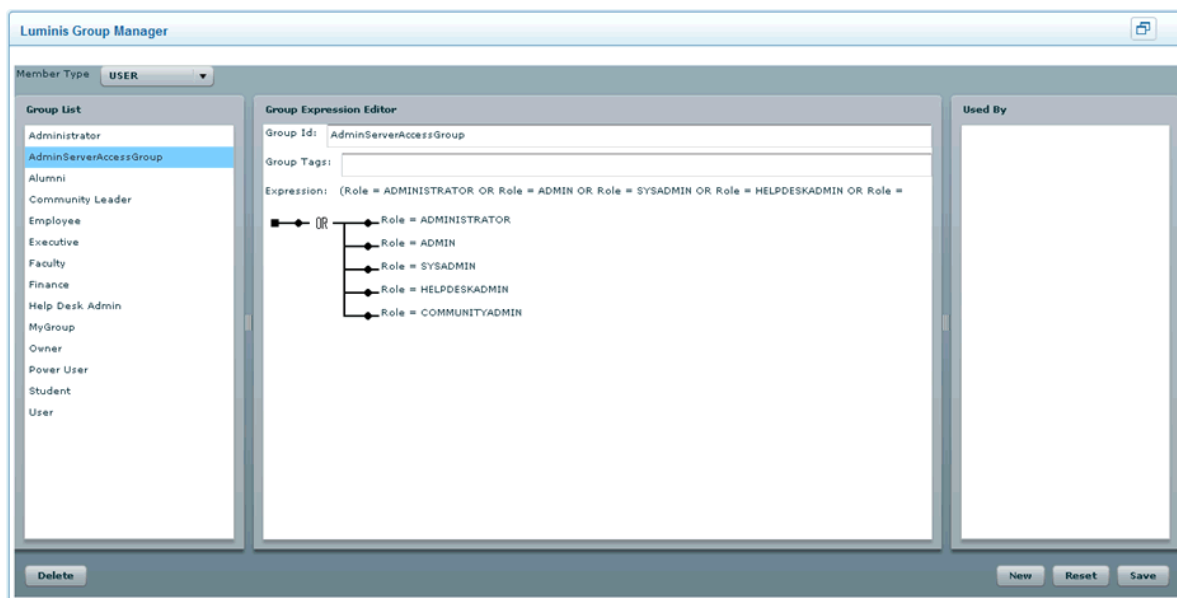 Luminis Group Manager
Member Type USER
Group List
Administrator
AdminServerAccessGroup
Alumni
Community Leader
Employee
Executive
Faculty
Finance
Help Desk Admin
MyGroup
Owner
Power User
Student
User
Group Expression Editor
Group Id: AdminServerAccessGroup
Group Tags:
Expression: (Role = ADMINISTRATOR OR Role = ADMIN OR Role = SYSADMIN OR Role = HELPDESKADMIN OR Role =
OR
Role = ADMINISTRATOR
Role = ADMIN
Role = SYSADMIN
Role = HELPDESKADMIN
Role = COMMUNITYADMIN
Used By
Delete
New Reset Save